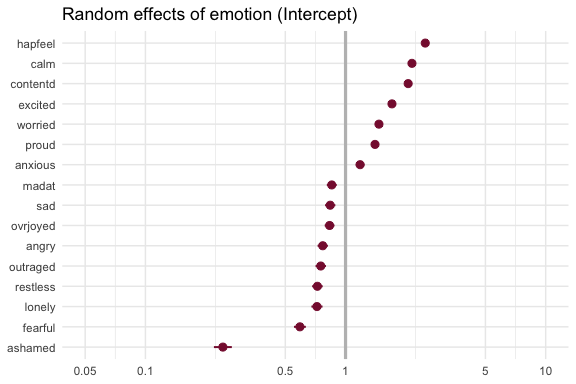 Random effects of emotion (Intercept)
hapfeel
calm
contentd
excited
worried
proud
anxious
madat
sad
ovrjoyed
angry
outraged
restless
lonely
fearful
ashamed
0.05 0.1 0.5 1 5 10